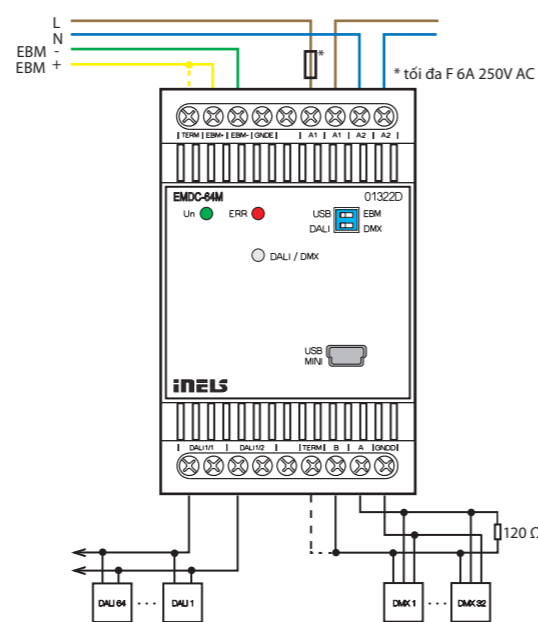 L
N
EBM -
EBM +
*
* tối đa F 6A 250V AC
TERM EBM+ EBM- GNDE A1 A1 A2 A2
EMDC-64M 01322D
Un ERR USB EBM
DALI DMX
DALI / DMX
USB
MINI
iNELS
DALI1/1 DALI1/2 TERM B A GNDD
120 Ω
DALI 64 ··· DALI 1 DMX 1 ··· DMX 32